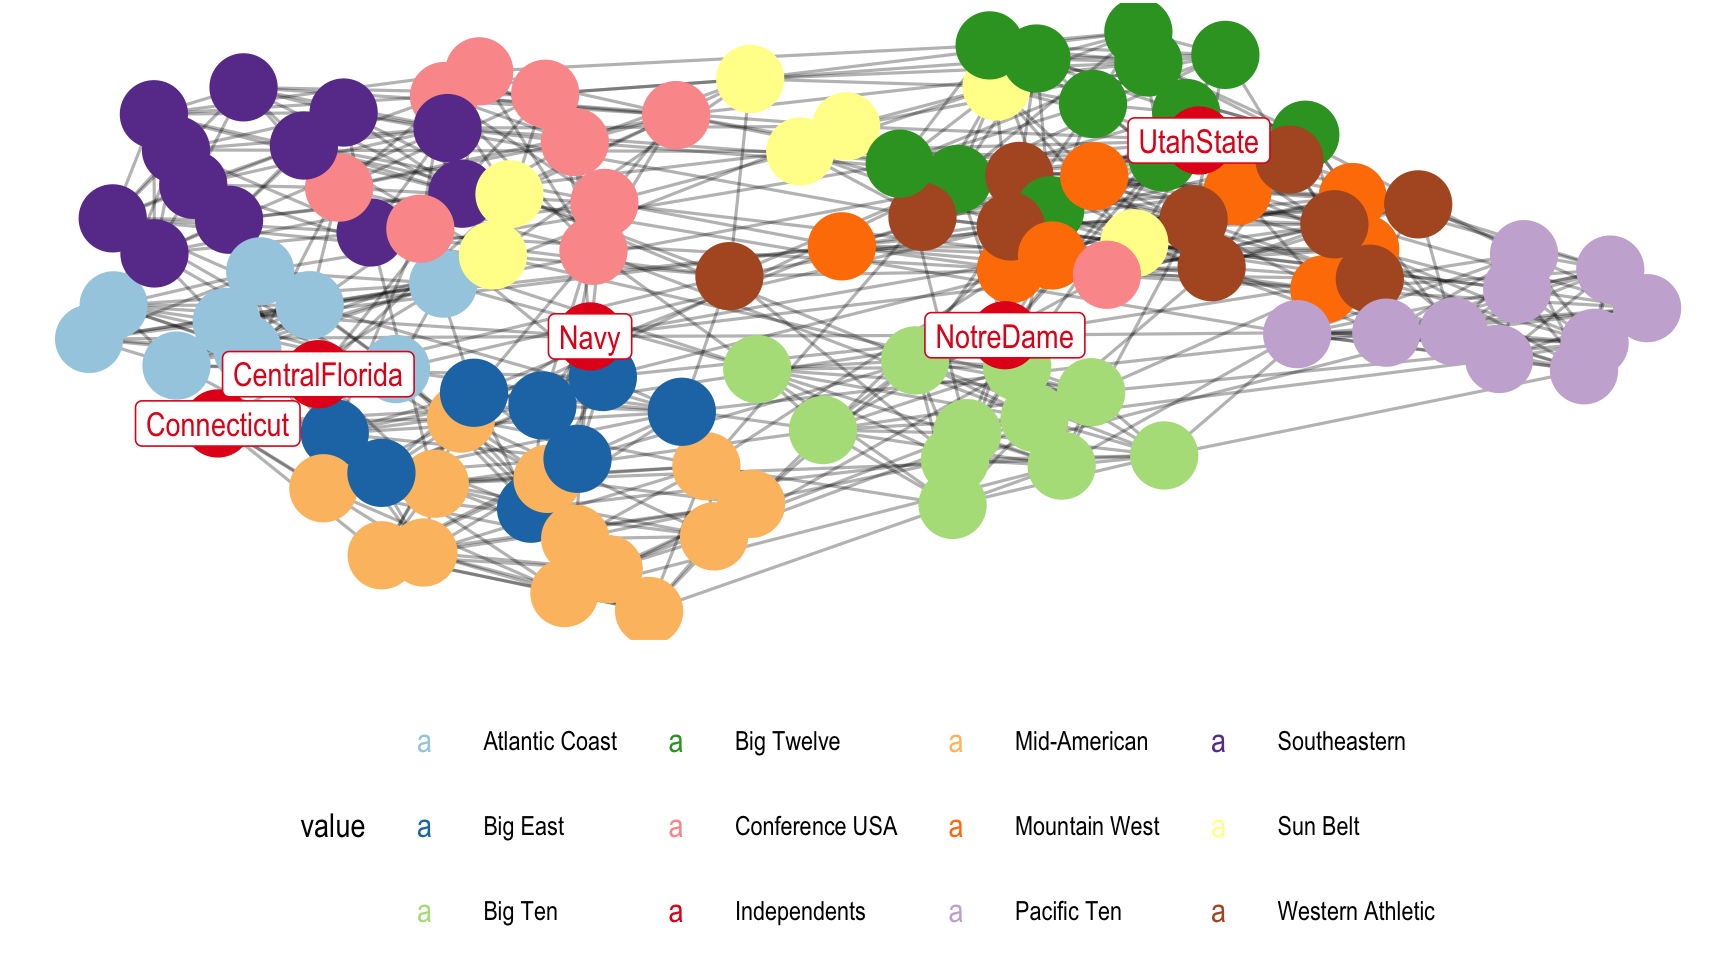 UtahState
Navy
NotreDame
CentralFlorida
Connecticut
a Atlantic Coast a Big Twelve a Mid-American a Southeastern
value a Big East a Conference USA a Mountain West a Sun Belt
a Big Ten a Independents a Pacific Ten a Western Athletic